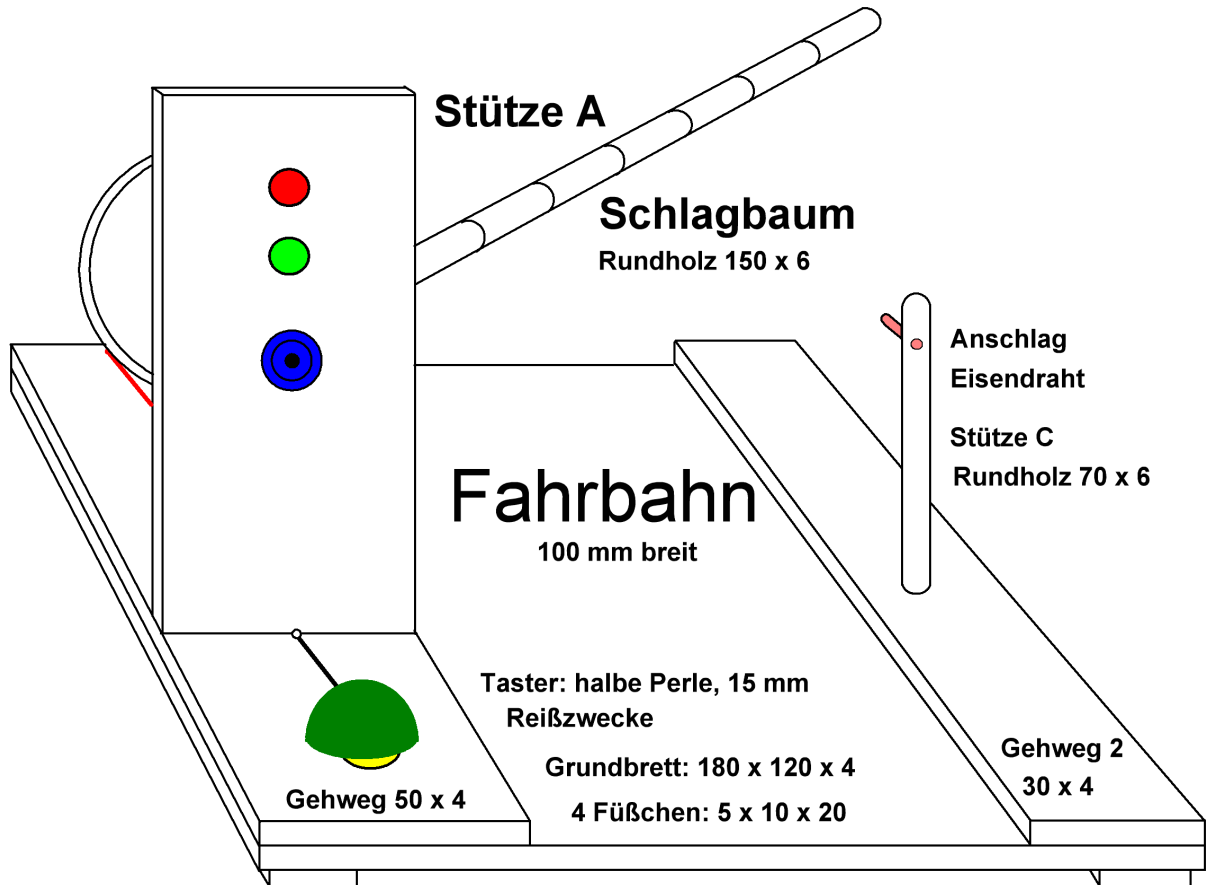 Stütze A
Schlagbaum
Rundholz 150 x 6
Anschlag
Eisendraht
Stütze C
Rundholz 70 x 6
Fahrbahn
100 mm breit
Taster: halbe Perle, 15 mm
Reißzwecke
Grundbrett: 180 x 120 x 4
4 Füßchen: 5 x 10 x 20
Gehweg 50 x 4
Gehweg 2
30 x 4